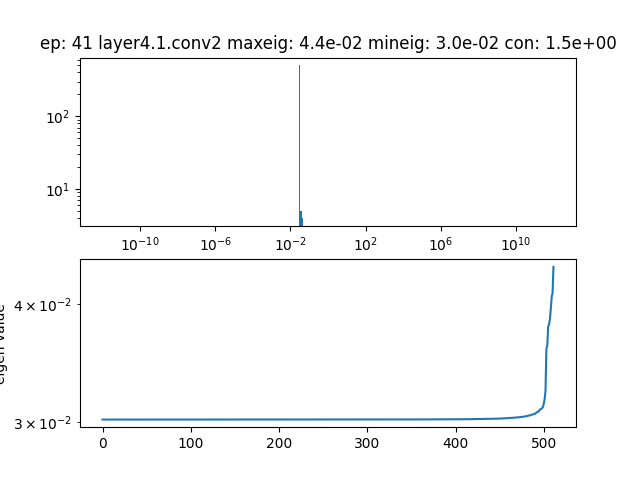 ep: 41 layer4.1.conv2 maxeig: 4.4e-02 mineig: 3.0e-02 con: 1.5e+00
10²
10¹
10⁻¹⁰ 10⁻⁶ 10⁻² 10² 10⁶ 10¹⁰
4 × 10⁻²
eigen value
3 × 10⁻²
0 100 200 300 400 500